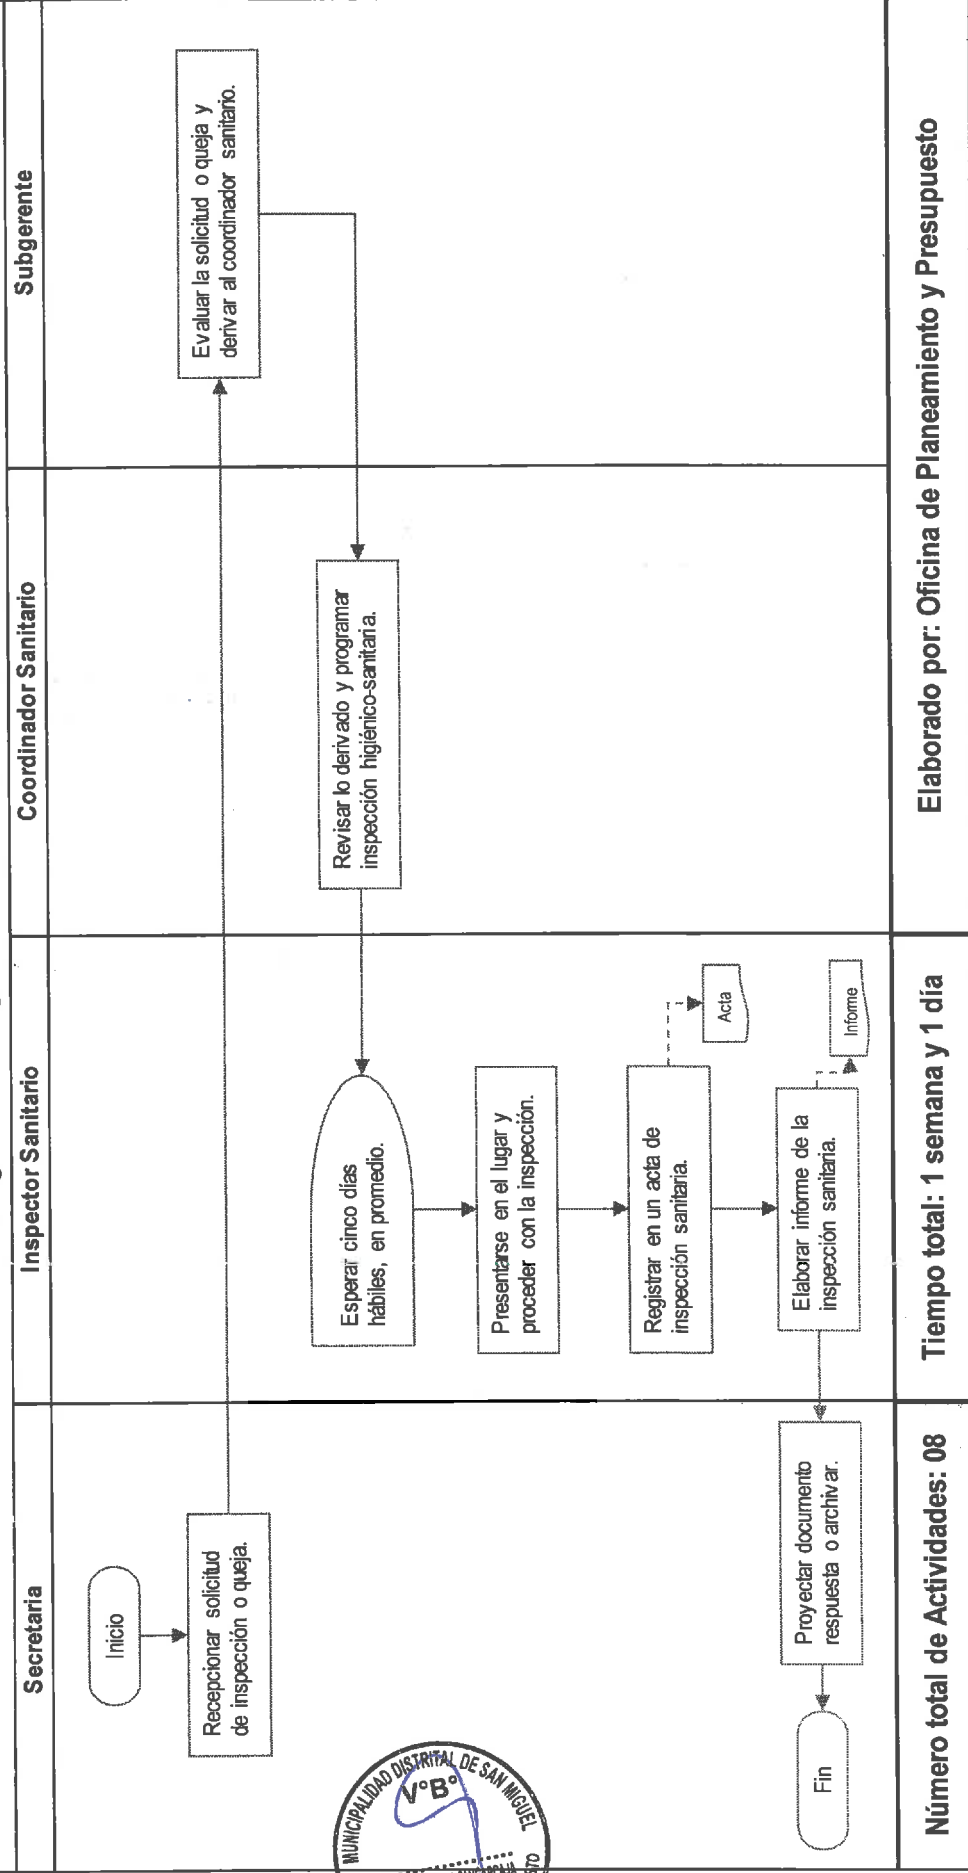 Secretaria
Inspector Sanitario
Coordinador Sanitario
Subgerente
Inicio
Recepcionar solicitud
de inspección o queja.
Evaluar la solicitud o queja y
derivar al coordinador sanitario.
Revisar lo derivado y programar
inspección higiénico-sanitaria.
Esperar cinco días
hábiles, en promedio.
Presentarse en el lugar y
proceder con la inspección.
Registrar en un acta de
inspección sanitaria.
Acta
Elaborar informe de la
inspección sanitaria.
Informe
Proyectar documento
respuesta o archivar.
Fin
MUNICIPALIDAD DISTRITAL DE SAN MIGUEL
V°B°
Número total de Actividades: 08
Tiempo total: 1 semana y 1 día
Elaborado por: Oficina de Planeamiento y Presupuesto